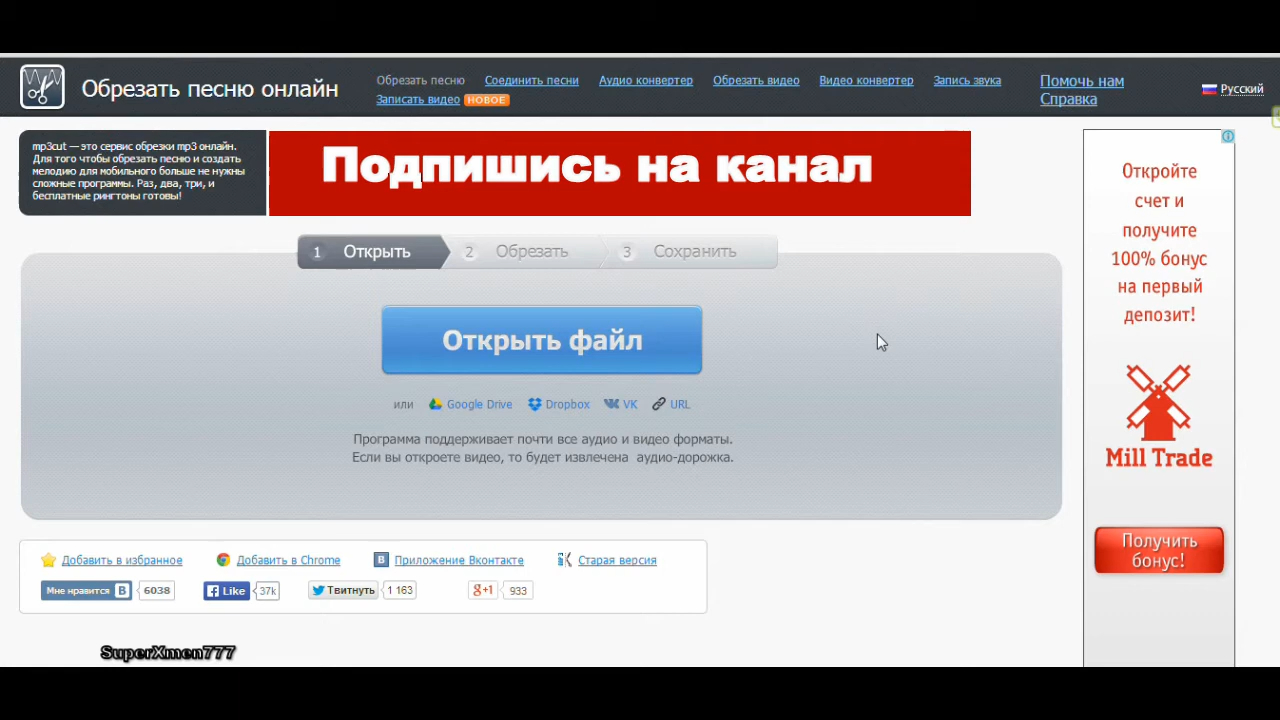 Обрезать песню онлайн
Обрезать песню Соединить песни Аудио конвертер Обрезать видео Видео конвертер Запись звука
Записать видео НОВОЕ
Помочь нам
Справка
Русский
mp3cut — это сервис обрезки mp3 онлайн.
Для того чтобы обрезать песню и создать
мелодию для мобильного больше не нужны
сложные программы. Раз, два, три, и
бесплатные рингтоны готовы!
Подпишись на канал
1 Открыть 2 Обрезать 3 Сохранить
Открыть файл
или Google Drive Dropbox VK URL
Программа поддерживает почти все аудио и видео форматы.
Если вы откроете видео, то будет извлечена аудио-дорожка.
Откройте
счет и
получите
100% бонус
на первый
депозит!
Mill Trade
Получить
бонус!
Добавить в избранное Добавить в Chrome Приложение Вконтакте Старая версия
Мне нравится B 6038 Like 37k Твитнуть 1 163 g+1 933
SuperXmen777